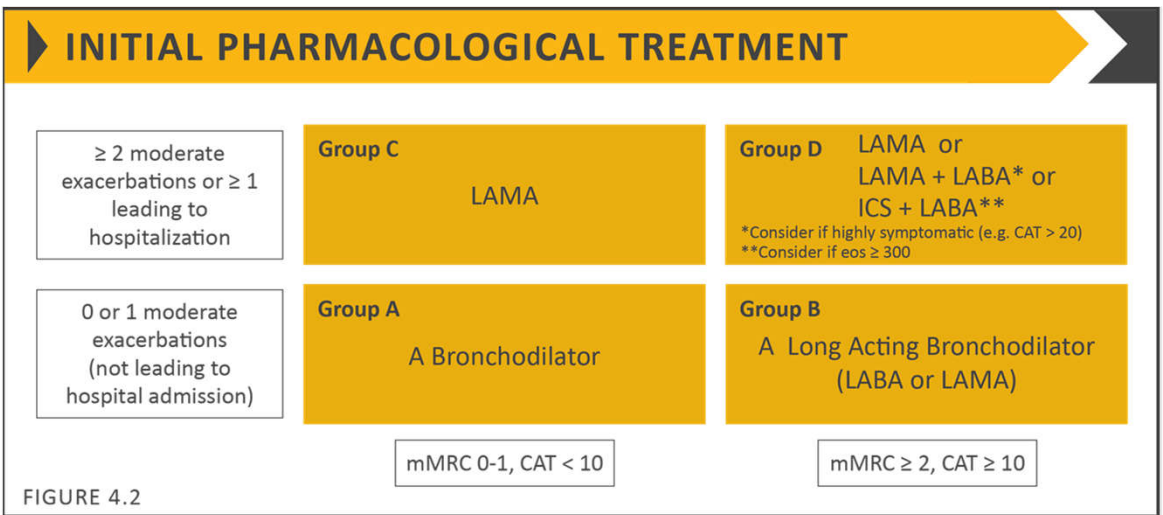 INITIAL PHARMACOLOGICAL TREATMENT
≥ 2 moderate
exacerbations or ≥ 1
leading to
hospitalization
Group C
LAMA
Group D
LAMA or
LAMA + LABA* or
ICS + LABA**
*Consider if highly symptomatic (e.g. CAT > 20)
**Consider if eos ≥ 300
0 or 1 moderate
exacerbations
(not leading to
hospital admission)
Group A
A Bronchodilator
Group B
A Long Acting Bronchodilator
(LABA or LAMA)
mMRC 0-1, CAT < 10
mMRC ≥ 2, CAT ≥ 10
FIGURE 4.2